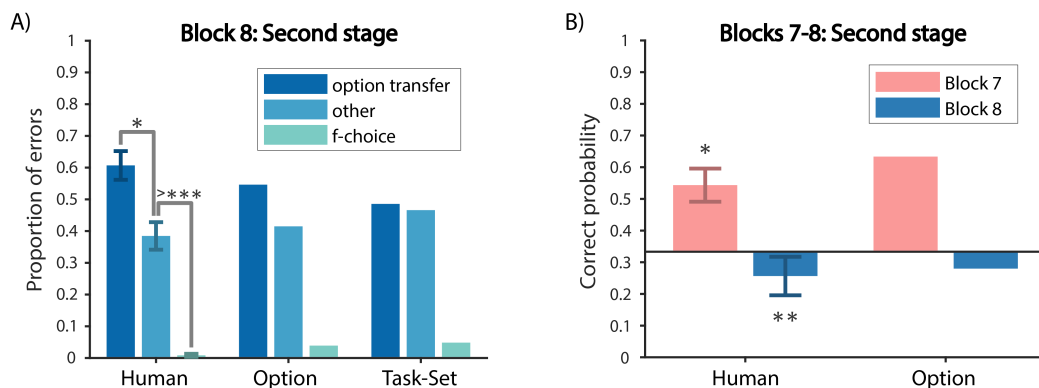 A)
Block 8: Second stage
Proportion of errors
1
0.9
0.8
0.7
0.6
0.5
0.4
0.3
0.2
0.1
0
option transfer
other
f-choice
*
>***
Human
Option
Task-Set
B)
Blocks 7-8: Second stage
Correct probability
1
0.9
0.8
0.7
0.6
0.5
0.4
0.3
0.2
0.1
0
Block 7
Block 8
*
**
Human
Option